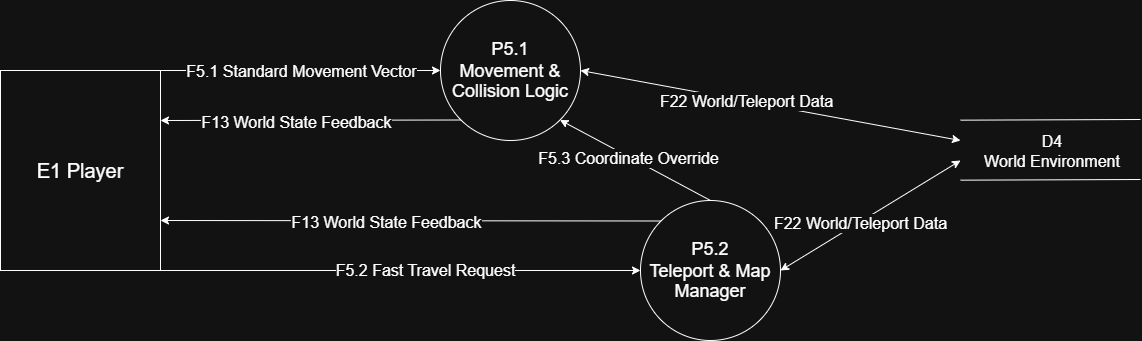 P5.1
Movement &
Collision Logic
F5.1 Standard Movement Vector
F22 World/Teleport Data
F13 World State Feedback
D4
World Environment
F5.3 Coordinate Override
E1 Player
F13 World State Feedback
F22 World/Teleport Data
P5.2
Teleport & Map
Manager
F5.2 Fast Travel Request